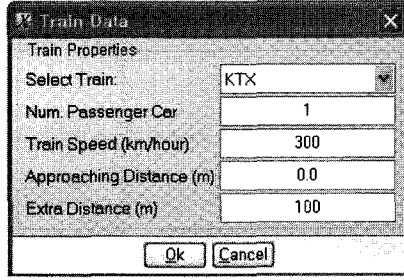 Train Data
Train Properties
Select Train: KTX
Num. Passenger Car 1
Train Speed (km/hour) 300
Approaching Distance (m) 0.0
Extra Distance (m) 100
Ok Cancel